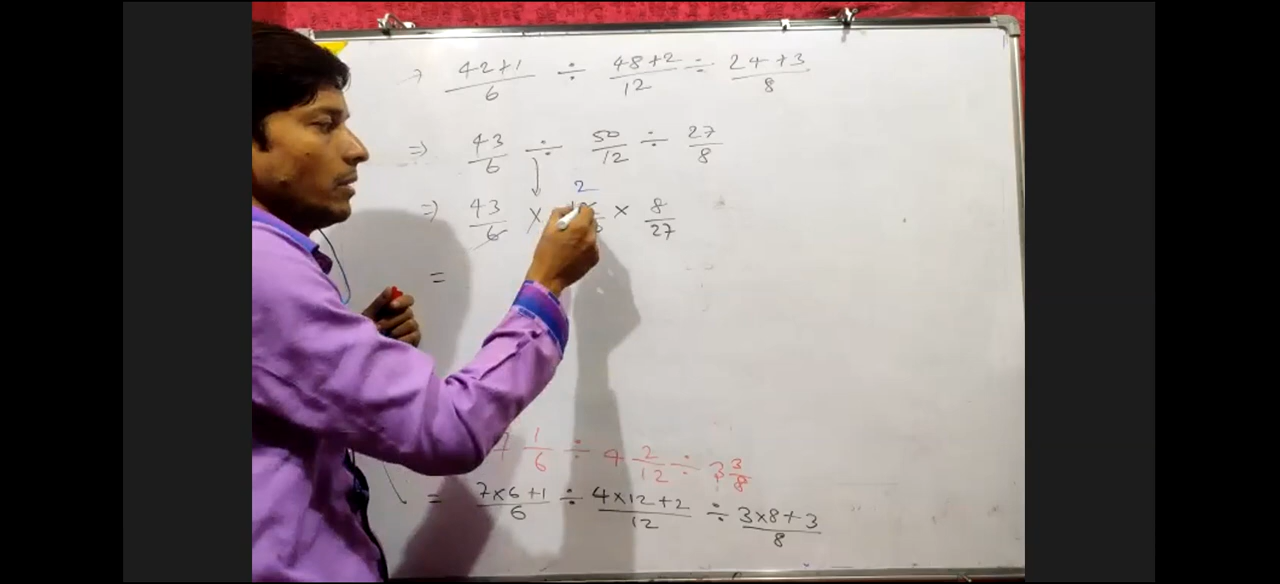 → 42+1/6 ÷ 48+2/12 ÷ 24+3/8
⇒ 43/6 ÷ 50/12 ÷ 27/8
2
⇒ 43/6 × × 8/27
=
7 1/6 ÷ 4 2/12 ÷ 3 3/8
= 7×6+1/6 ÷ 4×12+2/12 ÷ 3×8+3/8